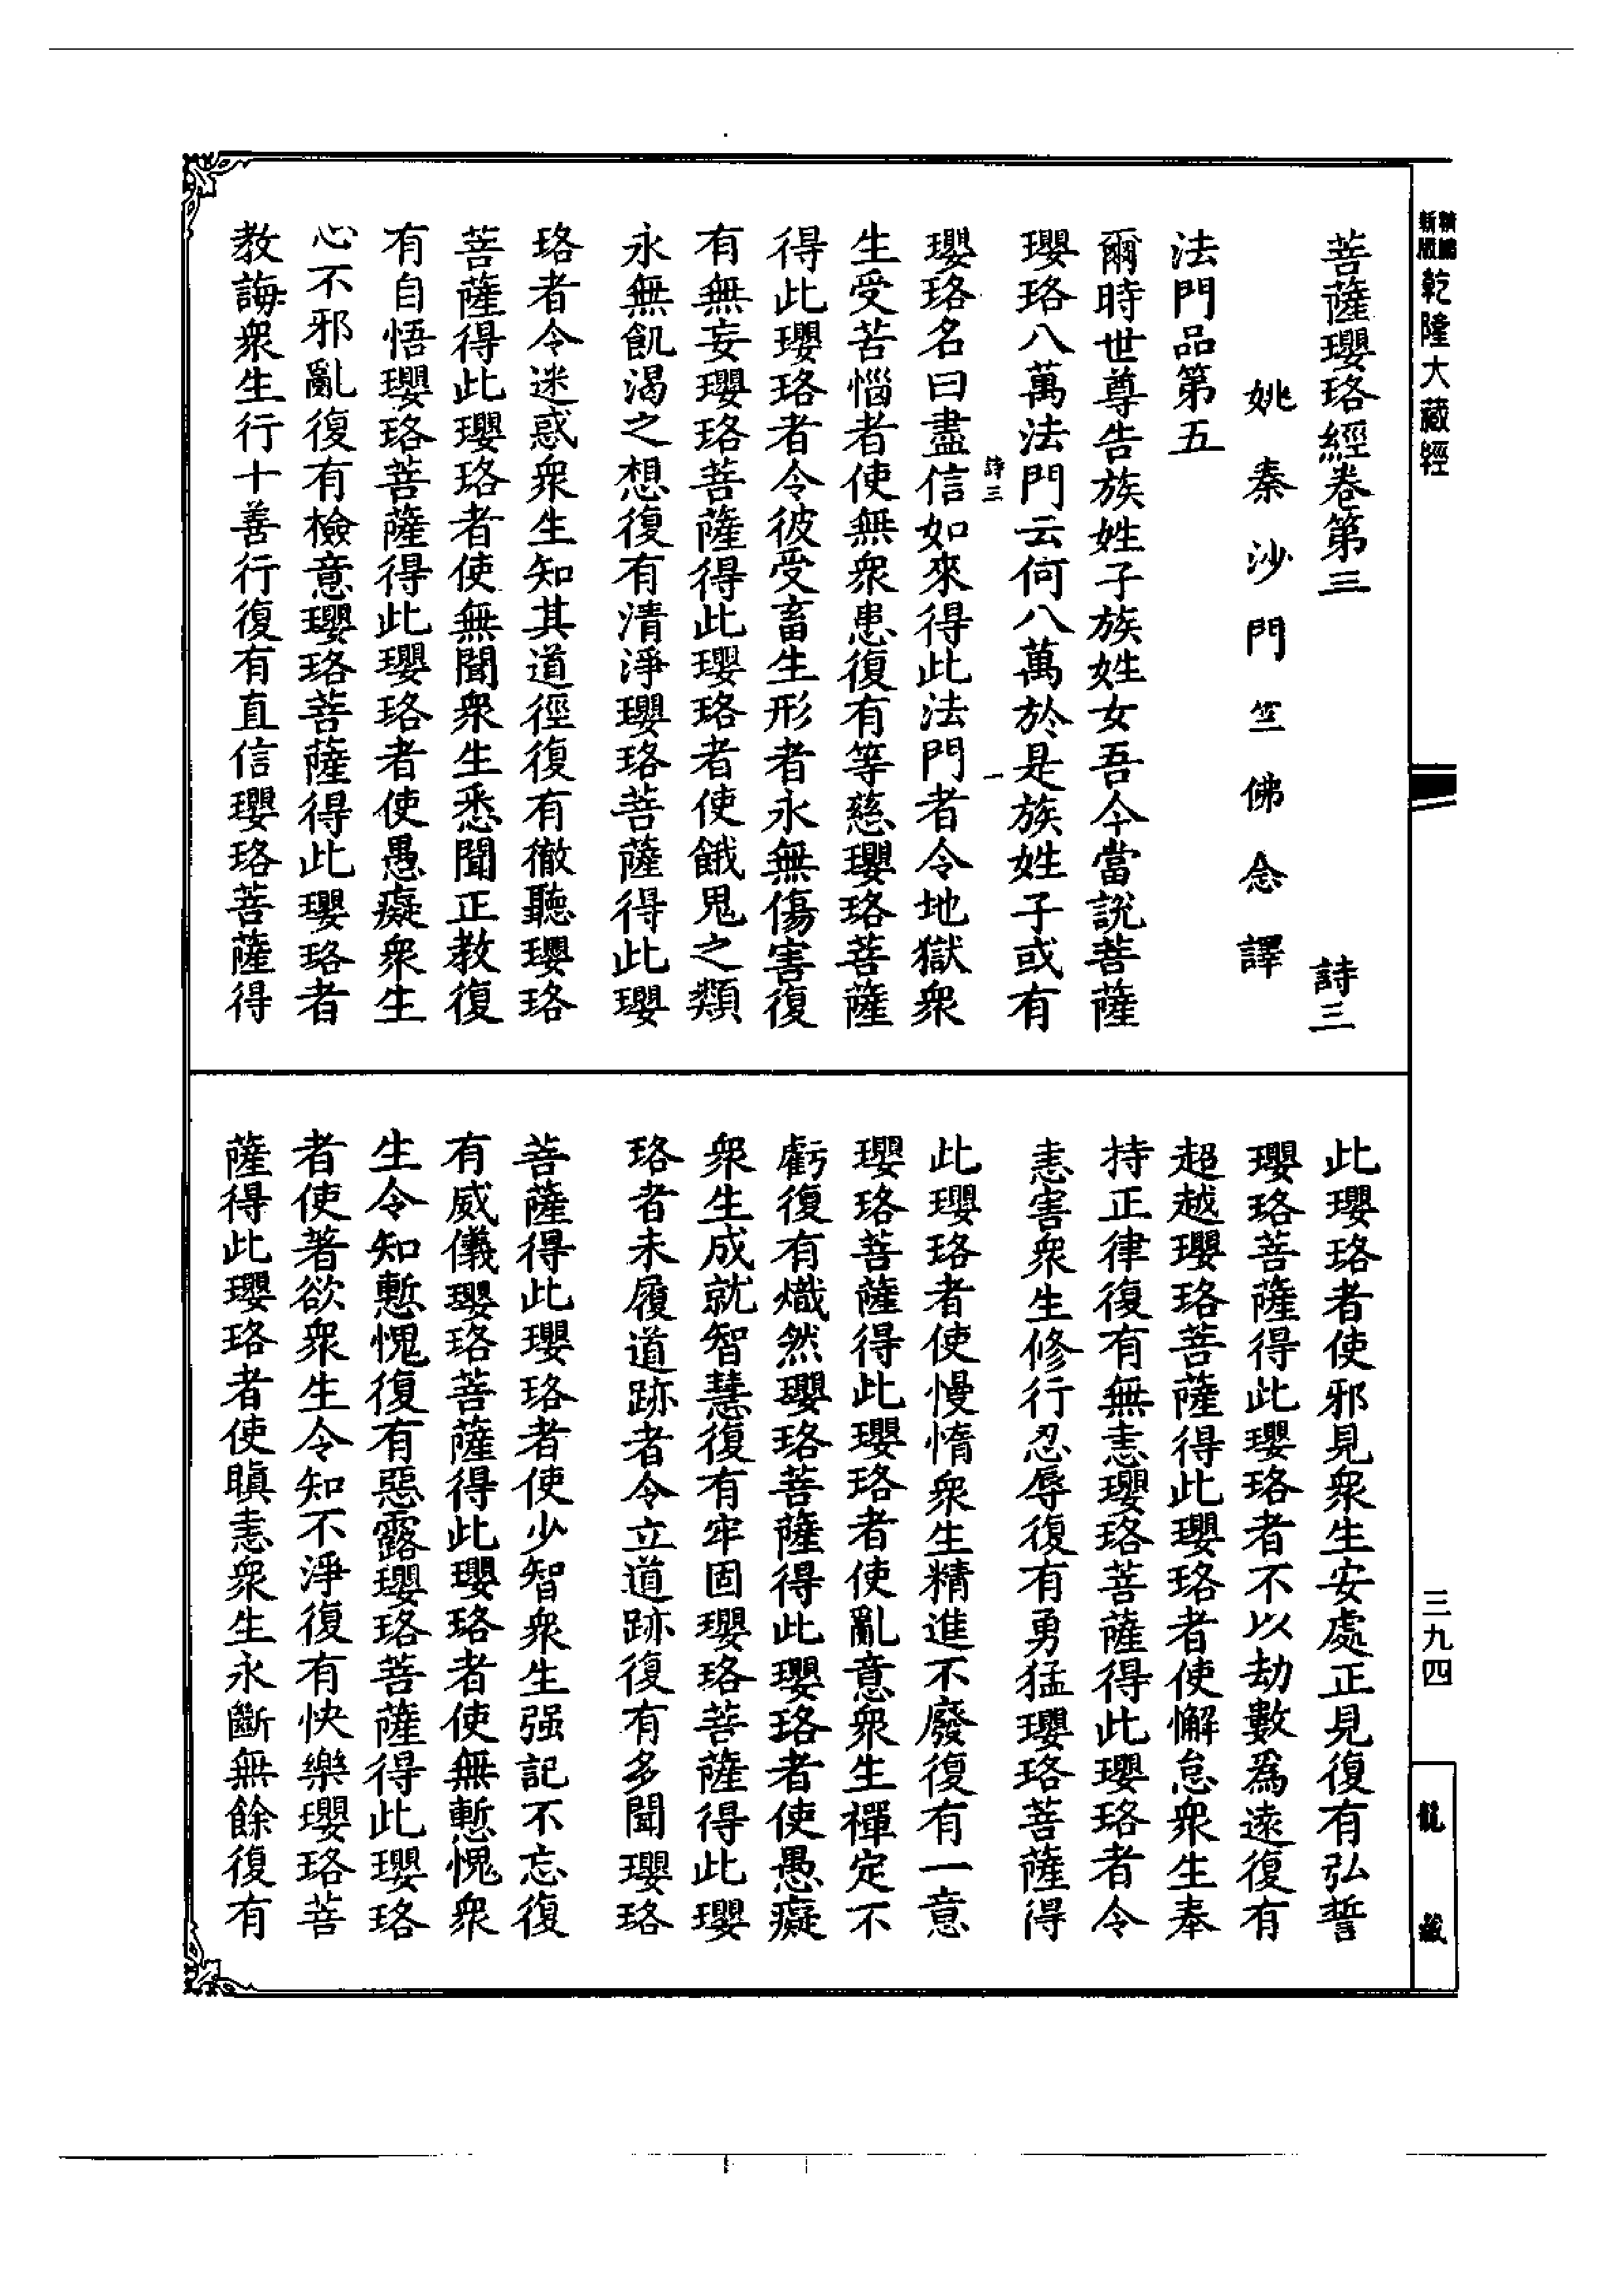 新編
新版
乾隆大藏經
三九四
龍藏
菩薩瓔珞經卷第三
詩三
姚秦沙門竺佛念譯
法門品第五
爾時世尊告族姓子族姓女吾今當說菩薩
瓔珞八萬法門云何八萬於是族姓子或有
詩三
一
瓔珞名曰盡信如來得此法門者令地獄衆
生受苦惱者使無衆患復有等慈瓔珞菩薩
得此瓔珞者令彼受畜生形者永無傷害復
有無妄瓔珞菩薩得此瓔珞者使餓鬼之類
永無飢渴之想復有清淨瓔珞菩薩得此瓔
珞者令迷惑衆生知其道徑復有徹聽瓔珞
菩薩得此瓔珞者使無聞衆生悉聞正教復
有自悟瓔珞菩薩得此瓔珞者使愚癡衆生
心不邪亂復有檢意瓔珞菩薩得此瓔珞者
教誨衆生行十善行復有直信瓔珞菩薩得
此瓔珞者使邪見衆生安處正見復有弘誓
瓔珞菩薩得此瓔珞者不以劫數爲遠復有
超越瓔珞菩薩得此瓔珞者使懈怠衆生奉
持正律復有無恚瓔珞菩薩得此瓔珞者令
恚害衆生修行忍辱復有勇猛瓔珞菩薩得
此瓔珞者使慢惰衆生精進不廢復有一意
瓔珞菩薩得此瓔珞者使亂意衆生禪定不
虧復有熾然瓔珞菩薩得此瓔珞者使愚癡
衆生成就智慧復有牢固瓔珞菩薩得此瓔
珞者未履道跡者令立道跡復有多聞瓔珞
菩薩得此瓔珞者使少智衆生强記不忘復
有威儀瓔珞菩薩得此瓔珞者使無慙愧衆
生令知慙愧復有惡露瓔珞菩薩得此瓔珞
者使著欲衆生令知不淨復有快樂瓔珞菩
薩得此瓔珞者使瞋恚衆生永斷無餘復有